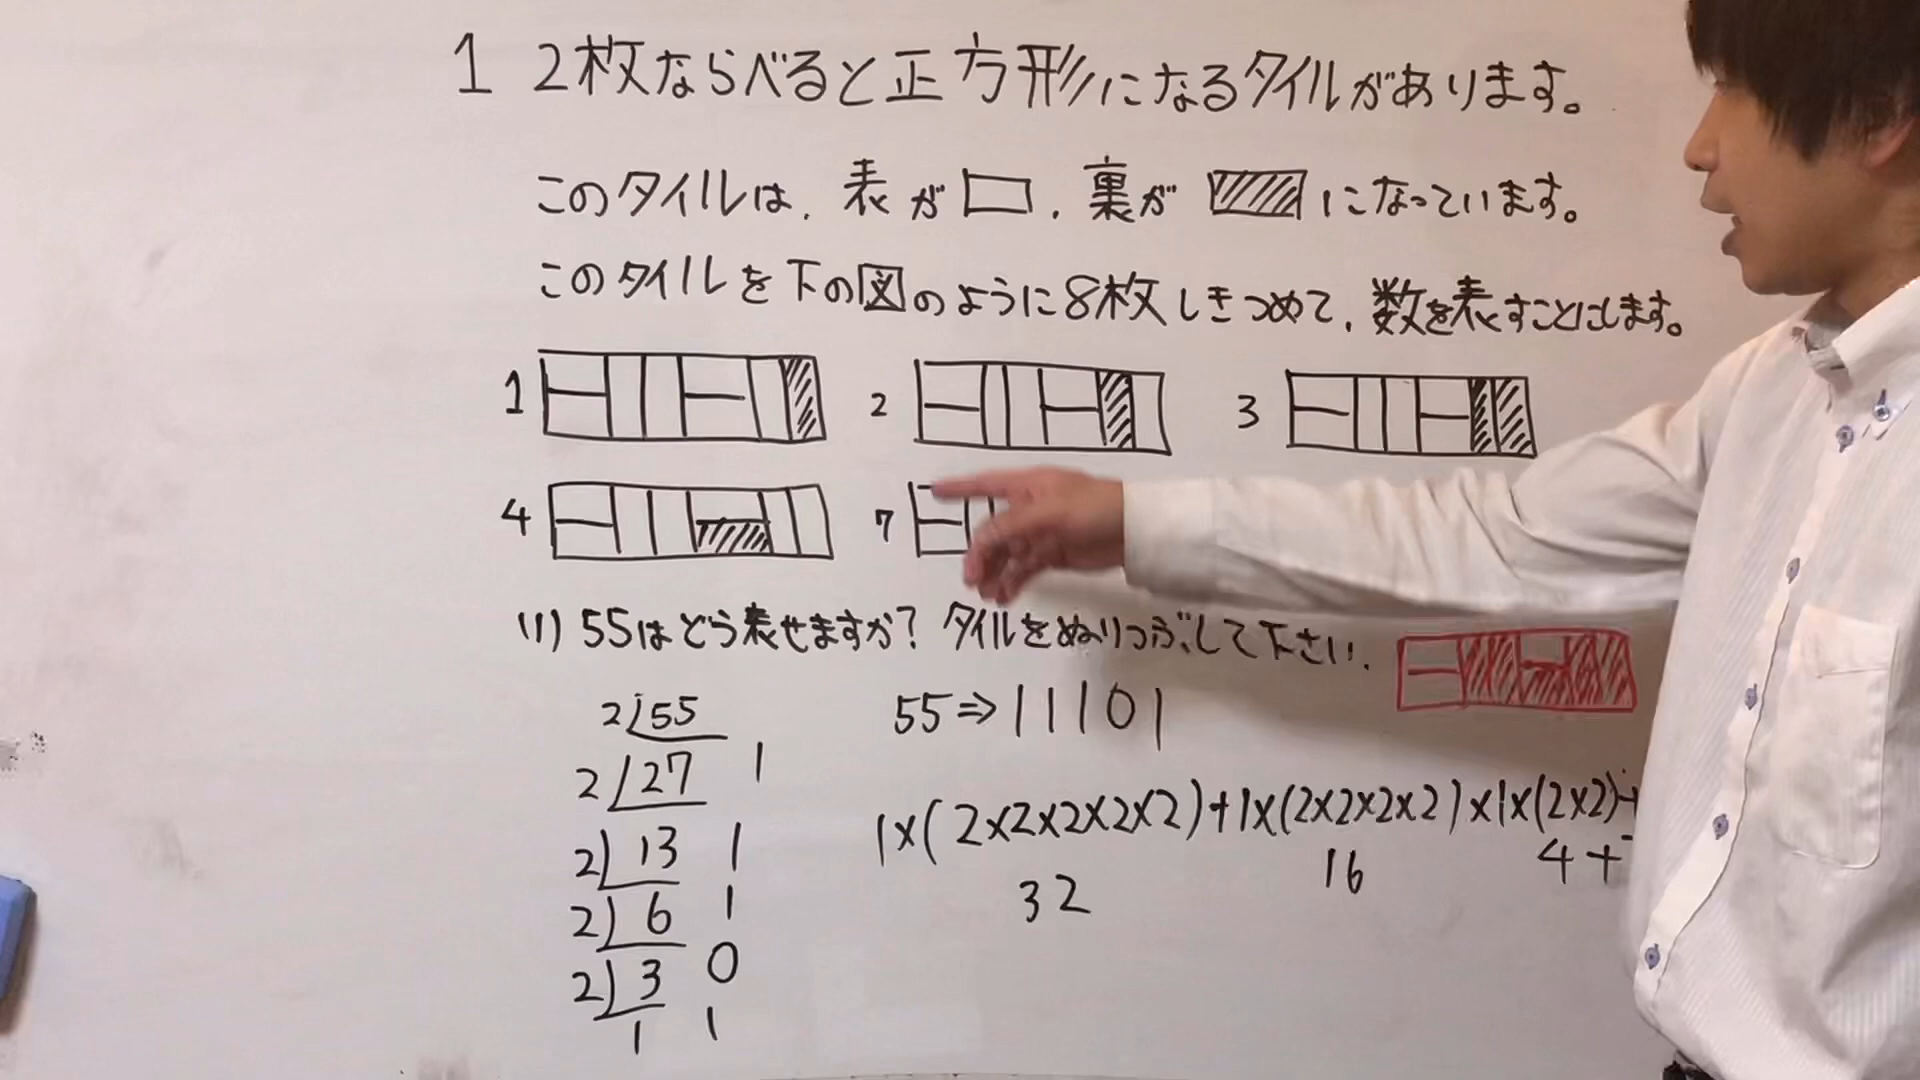 1 2枚ならべると正方形になるタイルがあります。
このタイルは、表が 、裏が になっています。
このタイルを下の図のように8枚しきつめて、数を表すことにします。
1 2 3
4 7
(1) 55はどう表せますか? タイルをぬりつぶして下さい。
2)55
2)27 1
2)13 1
2)6 1
2)3 0
1 1
55⇒11101
1×(2×2×2×2×2)+1×(2×2×2×2)×1×(2×2)+
32 16 4+